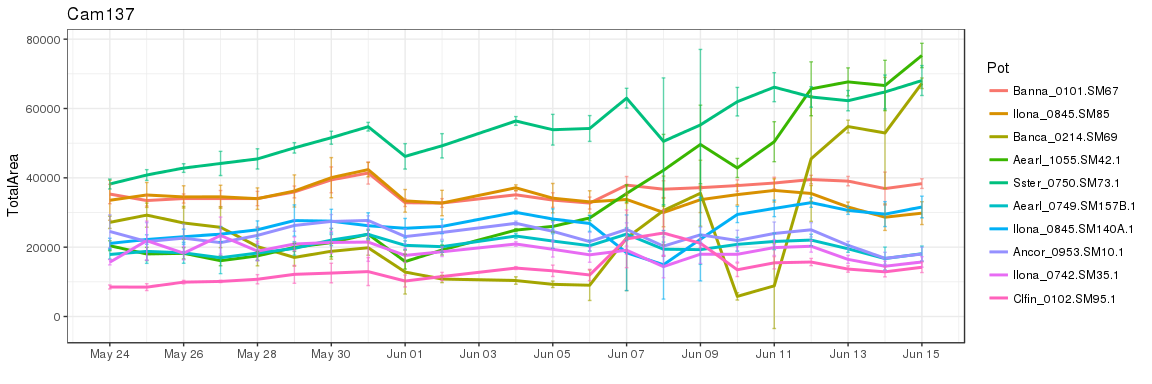 Cam137
TotalArea
80000
60000
40000
20000
0
May 24 May 26 May 28 May 30 Jun 01 Jun 03 Jun 05 Jun 07 Jun 09 Jun 11 Jun 13 Jun 15
Pot
Banna_0101.SM67
Ilona_0845.SM85
Banca_0214.SM69
Aearl_1055.SM42.1
Sster_0750.SM73.1
Aearl_0749.SM157B.1
Ilona_0845.SM140A.1
Ancor_0953.SM10.1
Ilona_0742.SM35.1
Clfin_0102.SM95.1